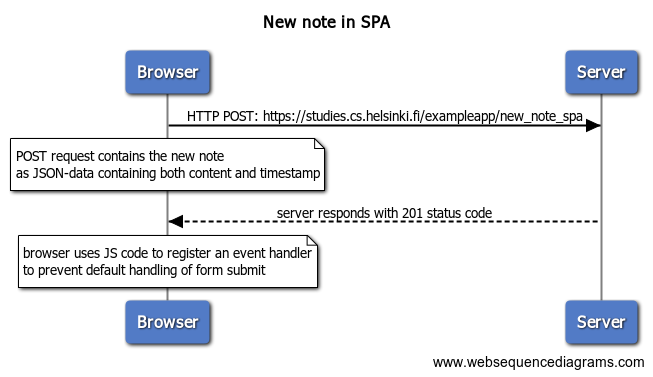 New note in SPA
Browser
Server
HTTP POST: https://studies.cs.helsinki.fi/exampleapp/new_note_spa
POST request contains the new note
as JSON-data containing both content and timestamp
server responds with 201 status code
browser uses JS code to register an event handler
to prevent default handling of form submit
Browser
Server
www.websequencediagrams.com